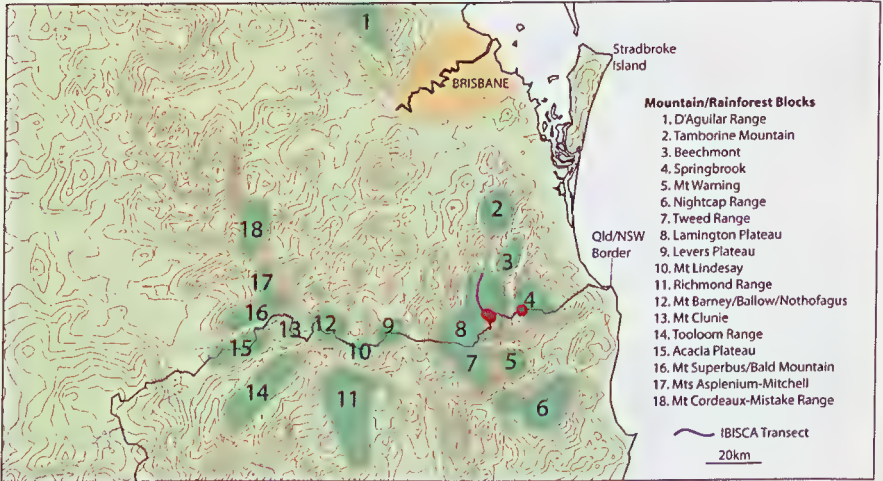 1
BRISBANE
Stradbroke
Island
2
3
18
Qld/NSW
Border
17
16
13
12
9
8
4
15
10
7
5
14
11
6
Mountain/Rainforest Blocks
1. D'Aguilar Range
2. Tamborine Mountain
3. Beechmont
4. Springbrook
5. Mt Warning
6. Nightcap Range
7. Tweed Range
8. Lamington Plateau
9. Levers Plateau
10. Mt Lindesay
11. Richmond Range
12. Mt Barney/Ballow/Nothofagus
13. Mt Clunie
14. Tooloom Range
15. Acacia Plateau
16. Mt Superbus/Bald Mountain
17. Mts Asplenium-Mitchell
18. Mt Cordeaux-Mistake Range
IBISCA Transect
20km